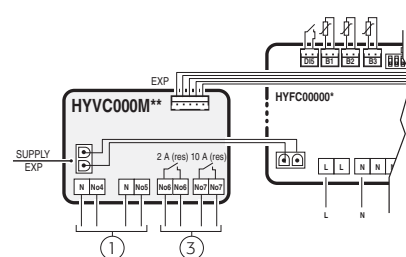 DI5 B1 B2 B3
EXP
HYVC000M**
HYFC00000*
SUPPLY
EXP
2 A (res) 10 A (res)
N No4 N No5 No6 No6 No7 No7
L L N N
L N
1 3